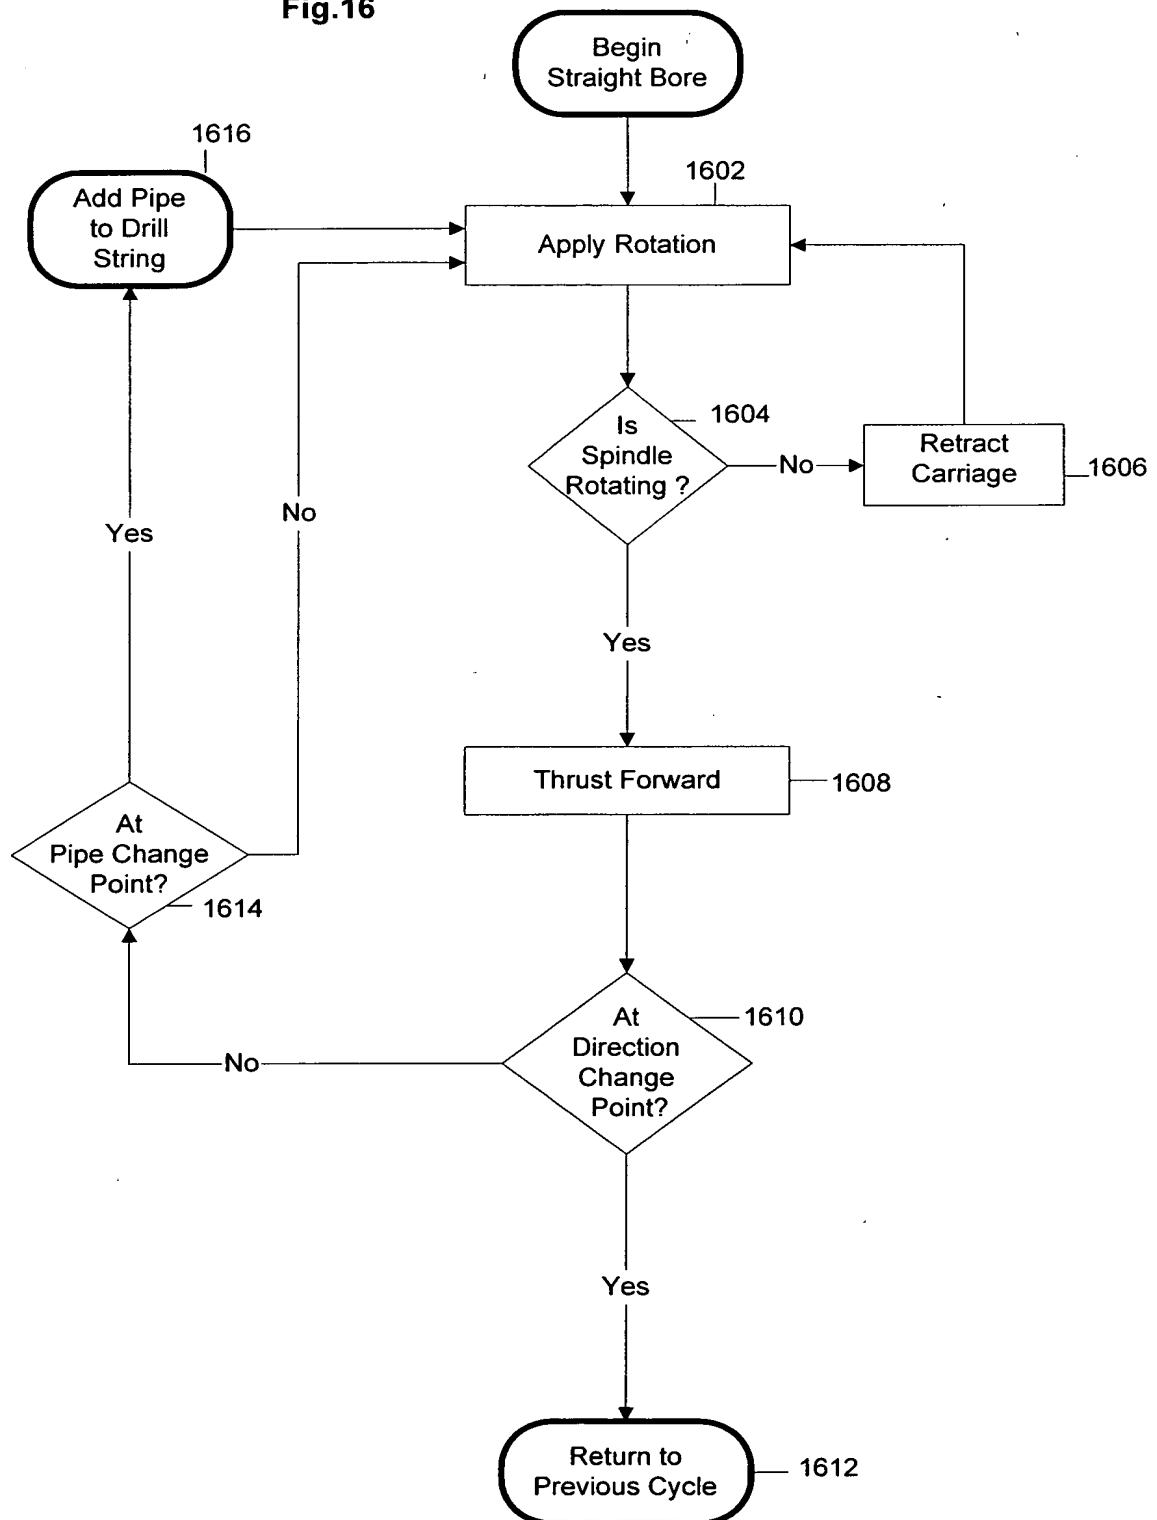 Fig.16
Begin
Straight Bore
1616
Add Pipe
to Drill
String
1602
Apply Rotation
Is
Spindle
Rotating ?
1604
No
Retract
Carriage
1606
Yes
No
Yes
Thrust Forward
1608
At
Pipe Change
Point?
1614
At
Direction
Change
Point?
1610
No
Yes
Return to
Previous Cycle
1612